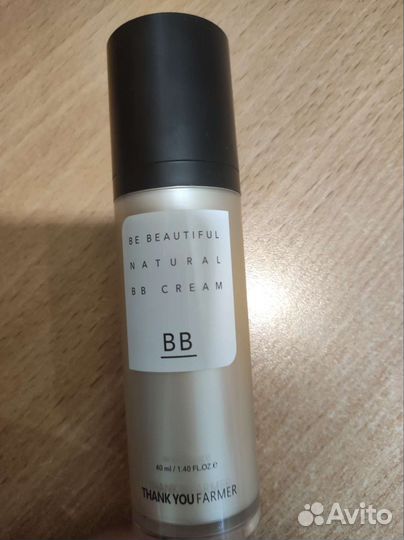 BE BEAUTIFUL
NATURAL
BB CREAM
BB
40 ml / 1.40 FL.OZ.e
THANK YOU FARMER
Avito